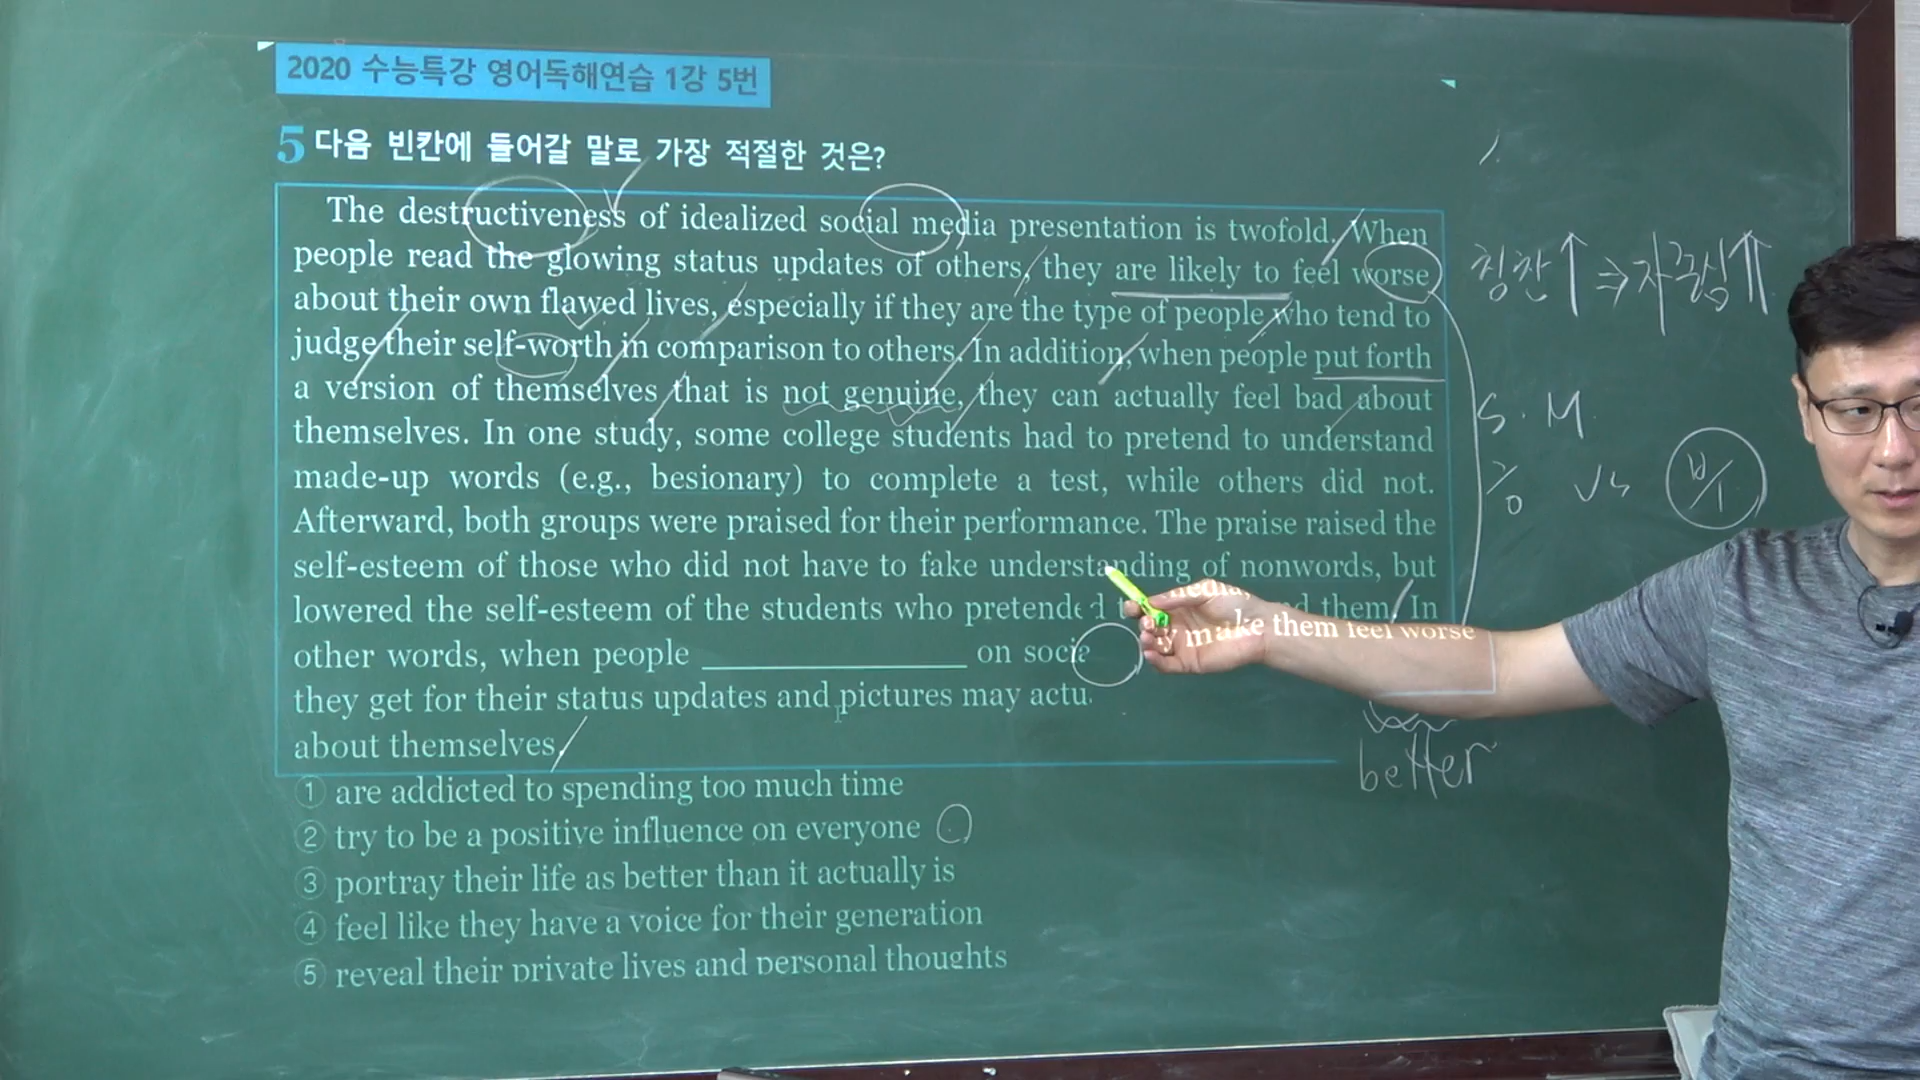 2020 수능특강 영어독해연습 1강 5번
5 다음 빈칸에 들어갈 말로 가장 적절한 것은?
The destructiveness of idealized social media presentation is twofold. When
people read the glowing status updates of others, they are likely to feel worse
about their own flawed lives, especially if they are the type of people who tend to
judge their self-worth in comparison to others. In addition, when people put forth
a version of themselves that is not genuine, they can actually feel bad about
themselves. In one study, some college students had to pretend to understand
made-up words (e.g., besionary) to complete a test, while others did not.
Afterward, both groups were praised for their performance. The praise raised the
self-esteem of those who did not have to fake understanding of nonwords, but
lowered the self-esteem of the students who pretended them. In
other words, when people ____________ on media,
they get for their status updates and pictures may make them feel worse
about themselves.
① are addicted to spending too much time
② try to be a positive influence on everyone
③ portray their life as better than it actually is
④ feel like they have a voice for their generation
⑤ reveal their private lives and personal thoughts
칭찬↑ ⇒ 자긍심↑
S. M.
vs
better